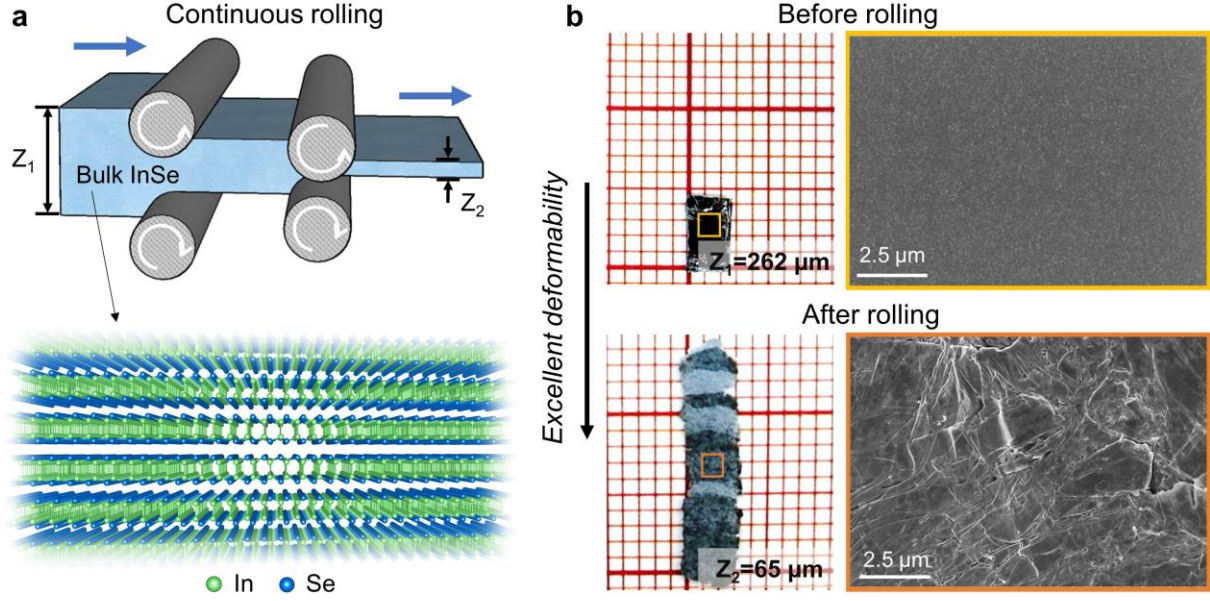 a
Continuous rolling
Z₁
Bulk InSe
Z₂
In
Se
b
Before rolling
Excellent deformability
Z₁=262 µm
2.5 µm
After rolling
Z₂=65 µm
2.5 µm